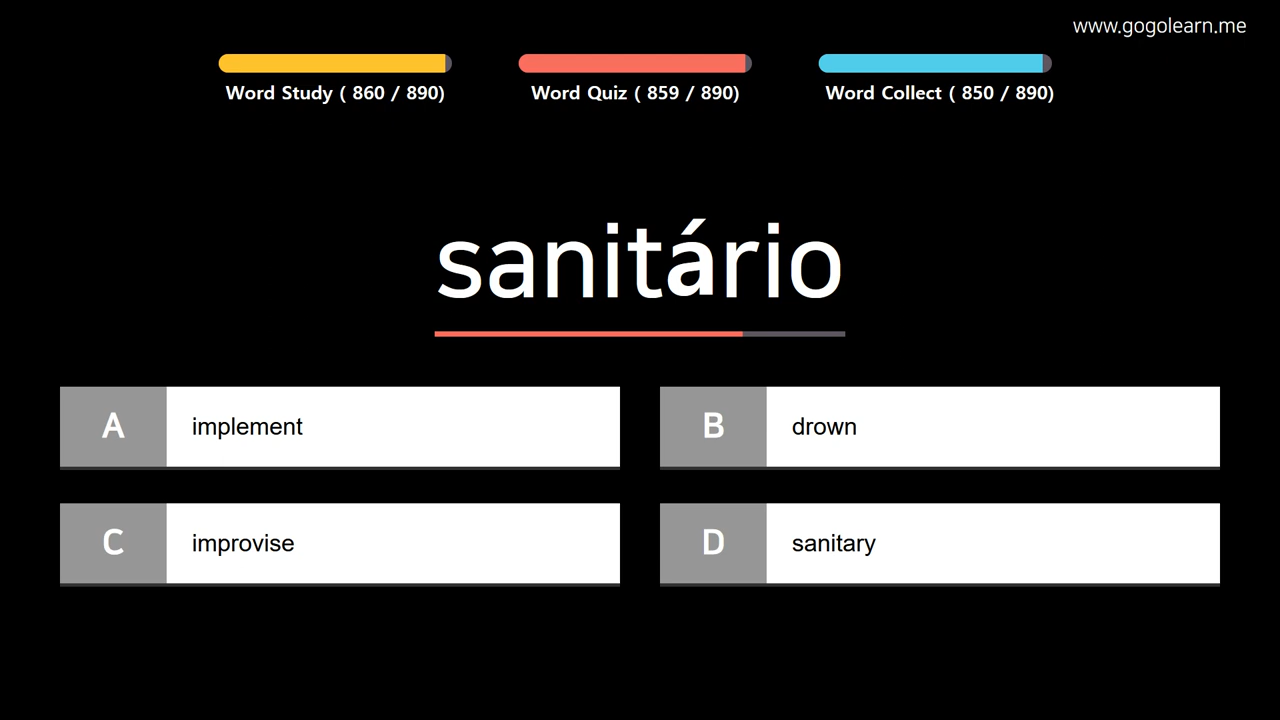 www.gogolearn.me
Word Study ( 860 / 890)
Word Quiz ( 859 / 890)
Word Collect ( 850 / 890)
sanitário
A implement
B drown
C improvise
D sanitary